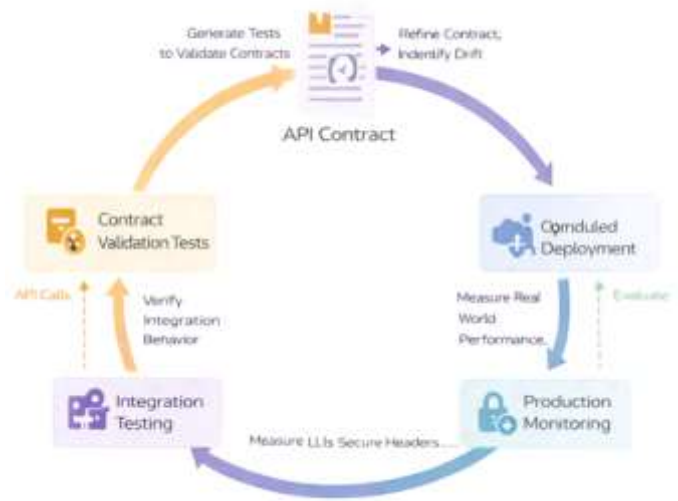 Generate Tests
to Validate Contracts
Refine Contract,
Indentify Drift
API Contract
Contract
Validation Tests
Deployment
API Calls
Verify
Integration
Behavior
Measure Real
World
Performance.
Evaluate
Integration
Testing
Production
Monitoring
Measure LLIs Secure Headers....